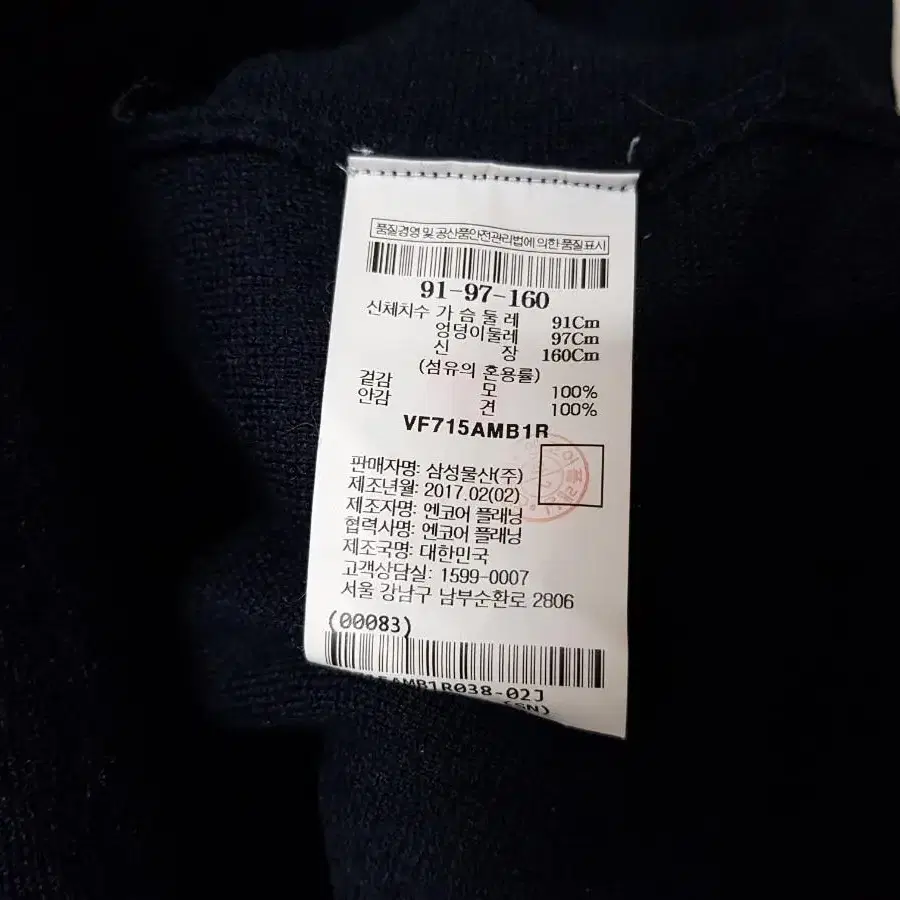 품질경영 및 공산품안전관리법에 의한 품질표시
91-97-160
신체치수 가 슴 둘 레 91Cm
엉덩이둘레 97Cm
신 장 160Cm
(섬유의 혼용률)
겉감 모 100%
안감 견 100%
VF715AMB1R
판매자명: 삼성물산(주)
제조년월: 2017.02(02)
제조자명: 엔코어 플래닝
협력사명: 엔코어 플래닝
제조국명: 대한민국
고객상담실: 1599-0007
서울 강남구 남부순환로 2806
(00083)
5AMB1R038-02J
(SN)